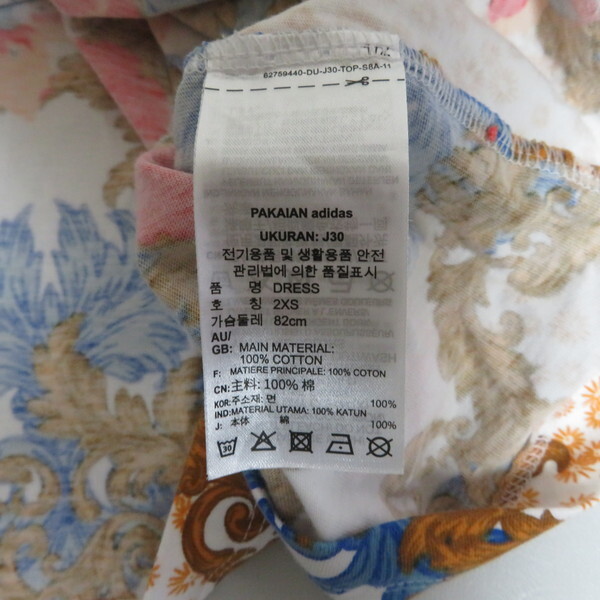 62759440-DU-J30-TOP-S8A-11
PAKAIAN adidas
UKURAN: J30
전기용품 및 생활용품 안전
관리법에 의한 품질표시
품 명 DRESS
호 칭 2XS
가슴둘레 82cm
AU/
GB: MAIN MATERIAL:
100% COTTON
F: MATIERE PRINCIPALE: 100% COTON
CN:主料: 100% 棉
KOR:주소재: 면 100%
IND:MATERIAL UTAMA: 100% KATUN
J: 本体 綿 100%
30